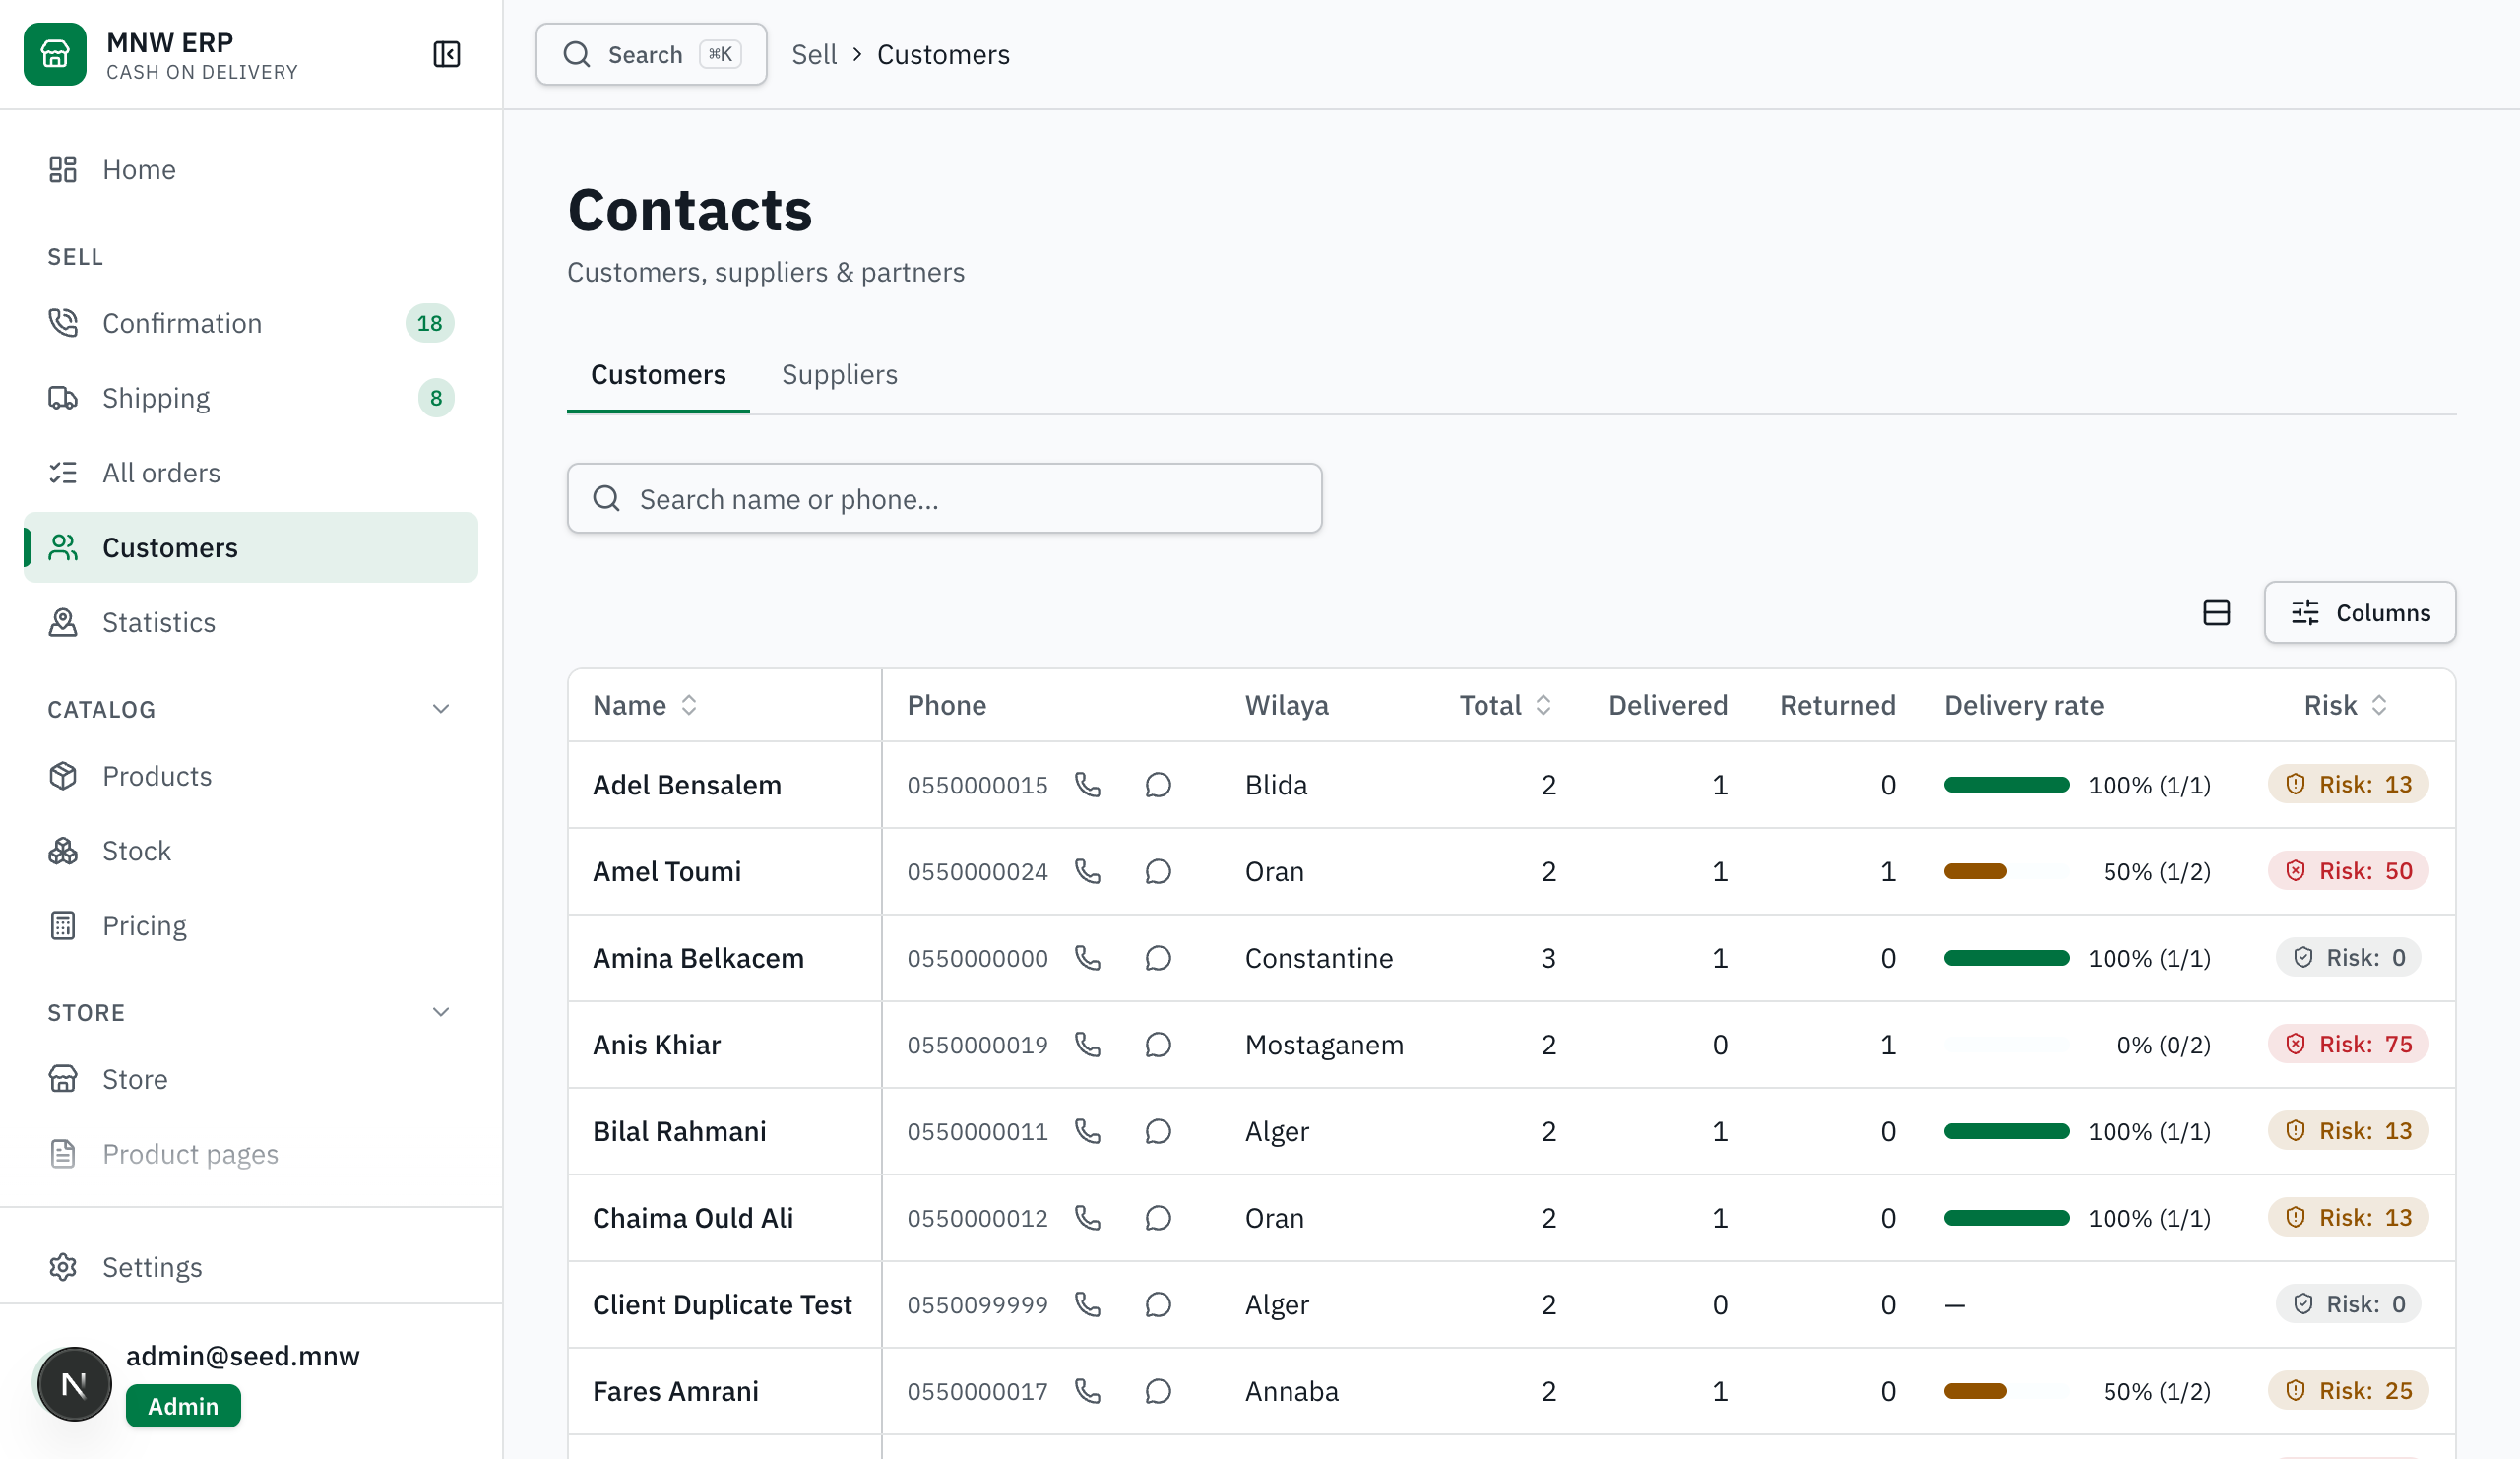 MNW ERP
CASH ON DELIVERY
Search ⌘K
Sell > Customers
Home
SELL
Confirmation 18
Shipping 8
All orders
Customers
Statistics
CATALOG
Products
Stock
Pricing
STORE
Store
Product pages
Settings
N
admin@seed.mnw
Admin
Contacts
Customers, suppliers & partners
Customers Suppliers
Search name or phone...
Columns
Name Phone Wilaya Total Delivered Returned Delivery rate Risk
Adel Bensalem 0550000015 Blida 2 1 0 100% (1/1) Risk: 13
Amel Toumi 0550000024 Oran 2 1 1 50% (1/2) Risk: 50
Amina Belkacem 0550000000 Constantine 3 1 0 100% (1/1) Risk: 0
Anis Khiar 0550000019 Mostaganem 2 0 1 0% (0/2) Risk: 75
Bilal Rahmani 0550000011 Alger 2 1 0 100% (1/1) Risk: 13
Chaima Ould Ali 0550000012 Oran 2 1 0 100% (1/1) Risk: 13
Client Duplicate Test 0550099999 Alger 2 0 0 — Risk: 0
Fares Amrani 0550000017 Annaba 2 1 0 50% (1/2) Risk: 25